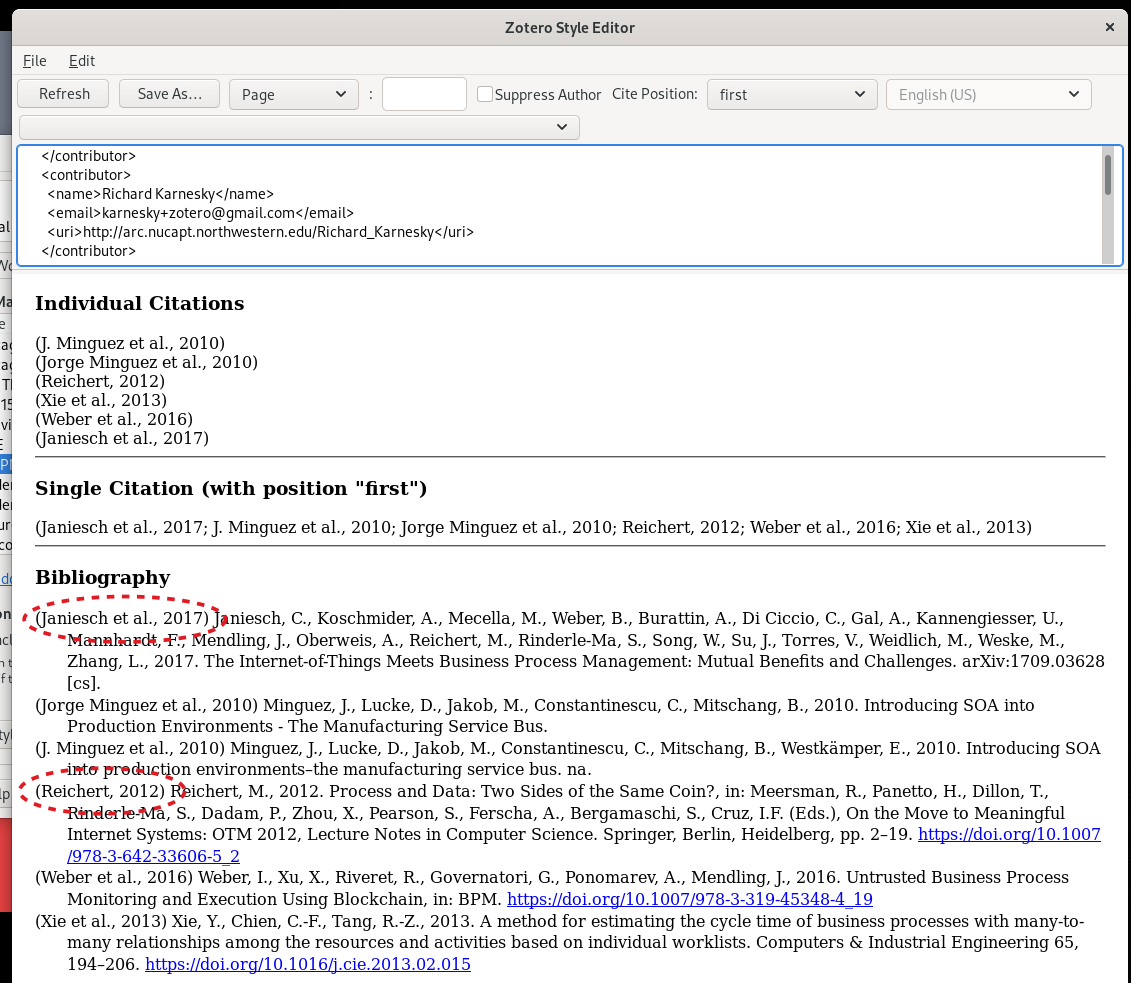 Zotero Style Editor ×
File Edit
Refresh Save As... Page : Suppress Author Cite Position: first English (US)
</contributor>
<contributor>
<name>Richard Karnesky</name>
<email>karnesky+zotero@gmail.com</email>
<uri>http://arc.nucapt.northwestern.edu/Richard_Karnesky</uri>
</contributor>
Individual Citations
(J. Minguez et al., 2010)
(Jorge Minguez et al., 2010)
(Reichert, 2012)
(Xie et al., 2013)
(Weber et al., 2016)
(Janiesch et al., 2017)
Single Citation (with position "first")
(Janiesch et al., 2017; J. Minguez et al., 2010; Jorge Minguez et al., 2010; Reichert, 2012; Weber et al., 2016; Xie et al., 2013)
Bibliography
(Janiesch et al., 2017) Janiesch, C., Koschmider, A., Mecella, M., Weber, B., Burattin, A., Di Ciccio, C., Gal, A., Kannengiesser, U.,
Mannhardt, F., Mendling, J., Oberweis, A., Reichert, M., Rinderle-Ma, S., Song, W., Su, J., Torres, V., Weidlich, M., Weske, M.,
Zhang, L., 2017. The Internet-of-Things Meets Business Process Management: Mutual Benefits and Challenges. arXiv:1709.03628
[cs].
(Jorge Minguez et al., 2010) Minguez, J., Lucke, D., Jakob, M., Constantinescu, C., Mitschang, B., 2010. Introducing SOA into
Production Environments - The Manufacturing Service Bus.
(J. Minguez et al., 2010) Minguez, J., Lucke, D., Jakob, M., Constantinescu, C., Mitschang, B., Westkämper, E., 2010. Introducing SOA
into production environments–the manufacturing service bus. na.
(Reichert, 2012) Reichert, M., 2012. Process and Data: Two Sides of the Same Coin?, in: Meersman, R., Panetto, H., Dillon, T.,
Rinderle-Ma, S., Dadam, P., Zhou, X., Pearson, S., Ferscha, A., Bergamaschi, S., Cruz, I.F. (Eds.), On the Move to Meaningful
Internet Systems: OTM 2012, Lecture Notes in Computer Science. Springer, Berlin, Heidelberg, pp. 2–19. https://doi.org/10.1007
/978-3-642-33606-5_2
(Weber et al., 2016) Weber, I., Xu, X., Riveret, R., Governatori, G., Ponomarev, A., Mendling, J., 2016. Untrusted Business Process
Monitoring and Execution Using Blockchain, in: BPM. https://doi.org/10.1007/978-3-319-45348-4_19
(Xie et al., 2013) Xie, Y., Chien, C.-F., Tang, R.-Z., 2013. A method for estimating the cycle time of business processes with many-to-
many relationships among the resources and activities based on individual worklists. Computers & Industrial Engineering 65,
194–206. https://doi.org/10.1016/j.cie.2013.02.015